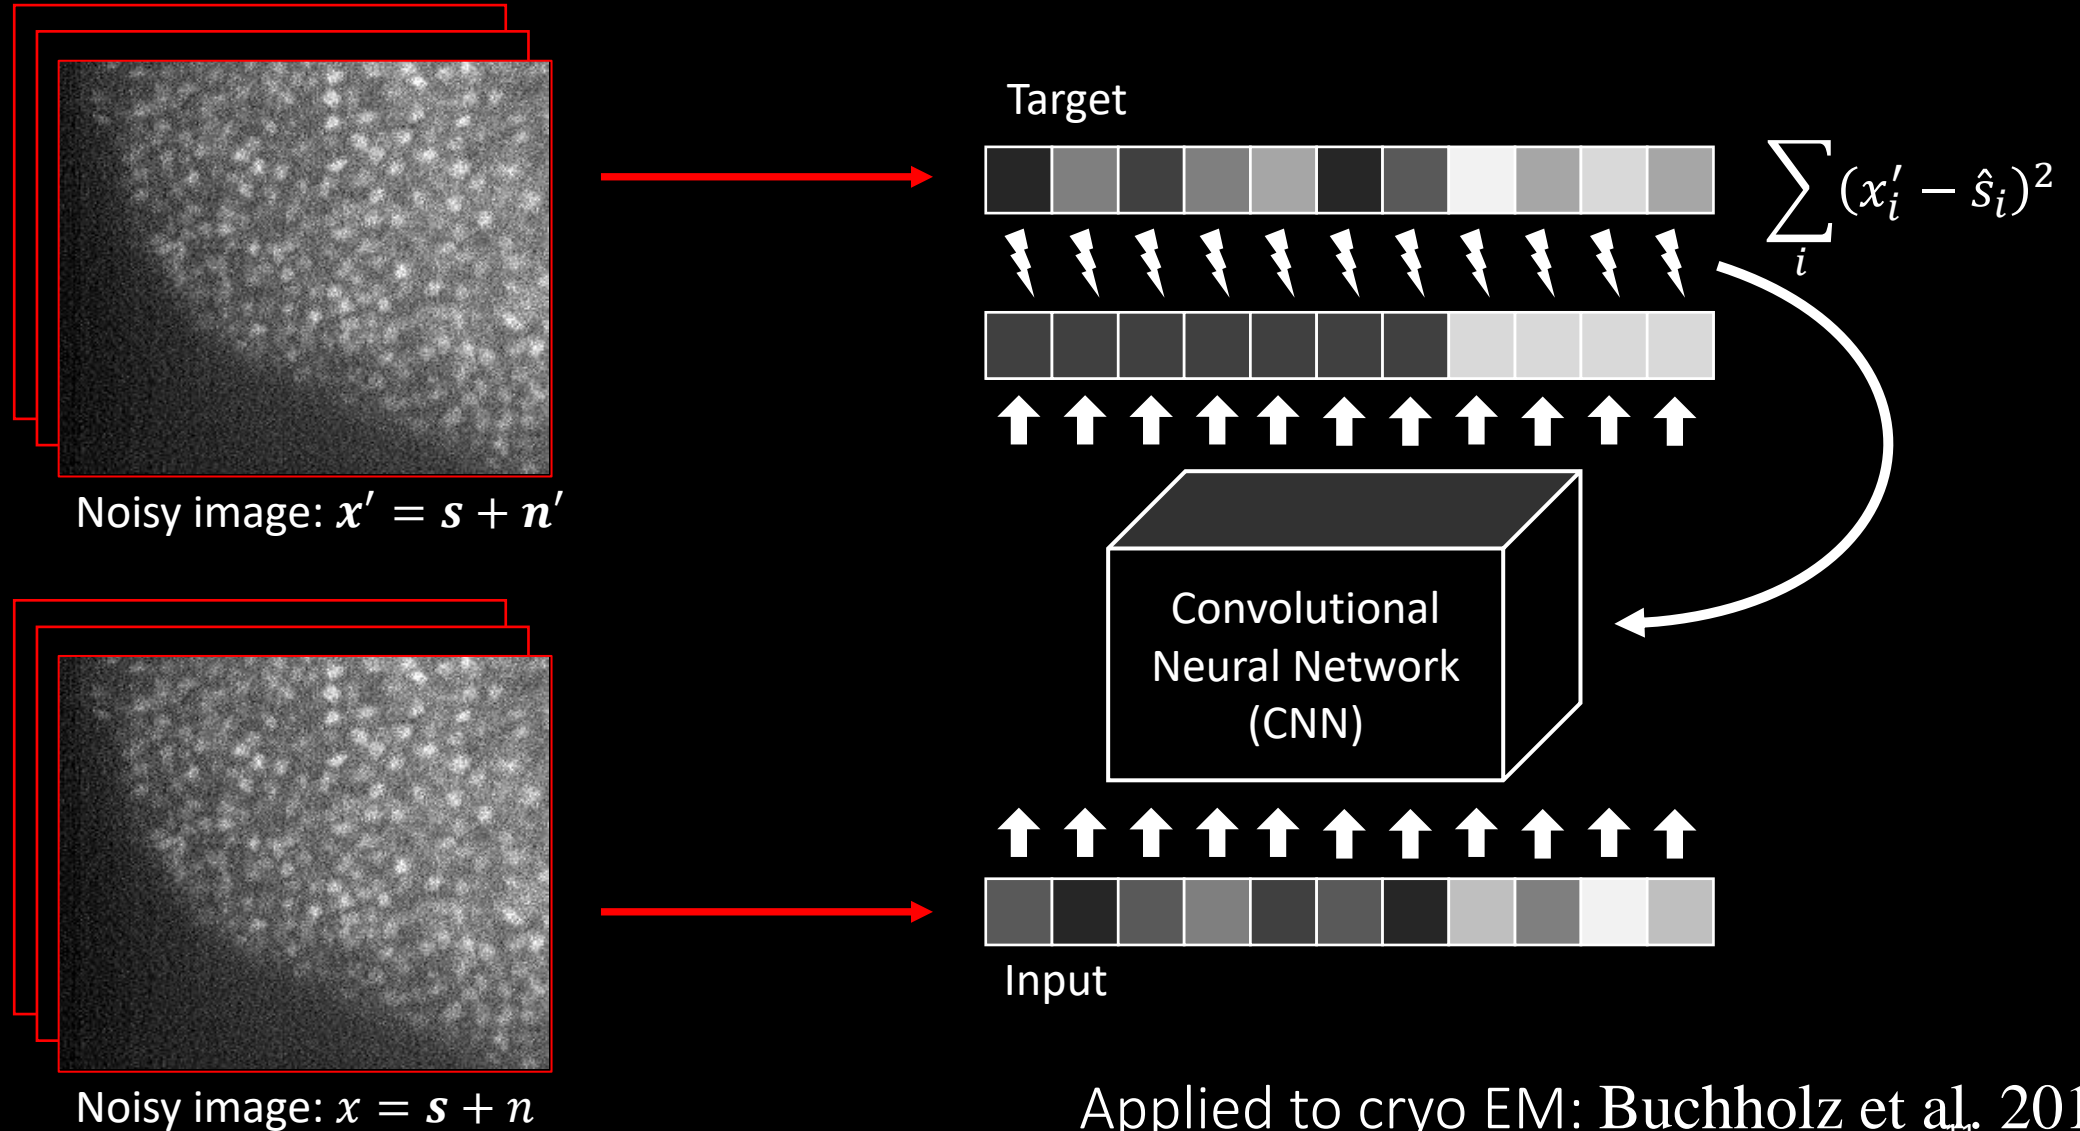 Target
∑ᵢ (x′ᵢ − ŝᵢ)²
Noisy image: x′ = s + n′
Convolutional
Neural Network
(CNN)
Input
Noisy image: x = s + n
Applied to cryo EM: Buchholz et al.